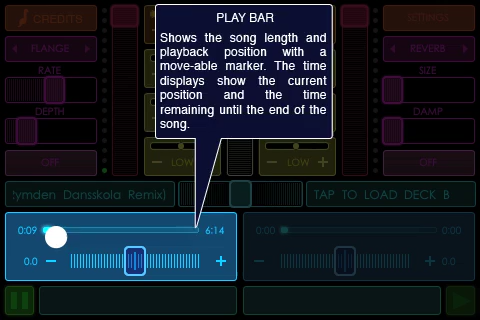 CREDITS
PLAY BAR
SETTINGS
Shows the song length and
playback position with a
move-able marker. The time
displays show the current
position and the time
remaining until the end of the
song.
FLANGE
REVERB
RATE
SIZE
DEPTH
DAMP
OFF
LOW
LOW
OFF
ymden Dansskola Remix)
TAP TO LOAD DECK B
0:09
6:14
0:00
0:00
0.0
0.0